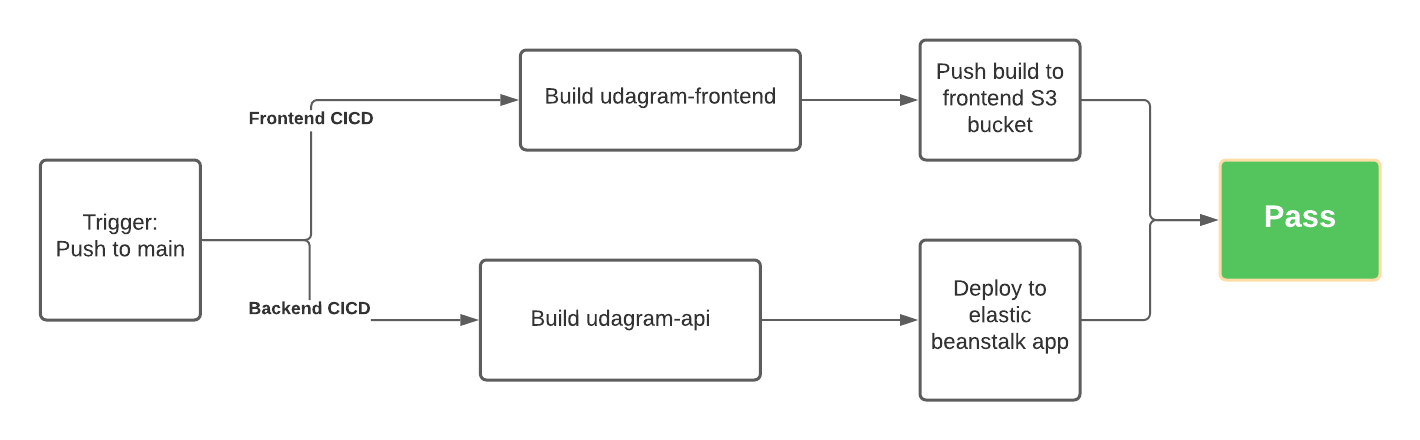 Trigger:
Push to main
Frontend CICD
Build udagram-frontend
Push build to
frontend S3
bucket
Backend CICD
Build udagram-api
Deploy to
elastic
beanstalk app
Pass